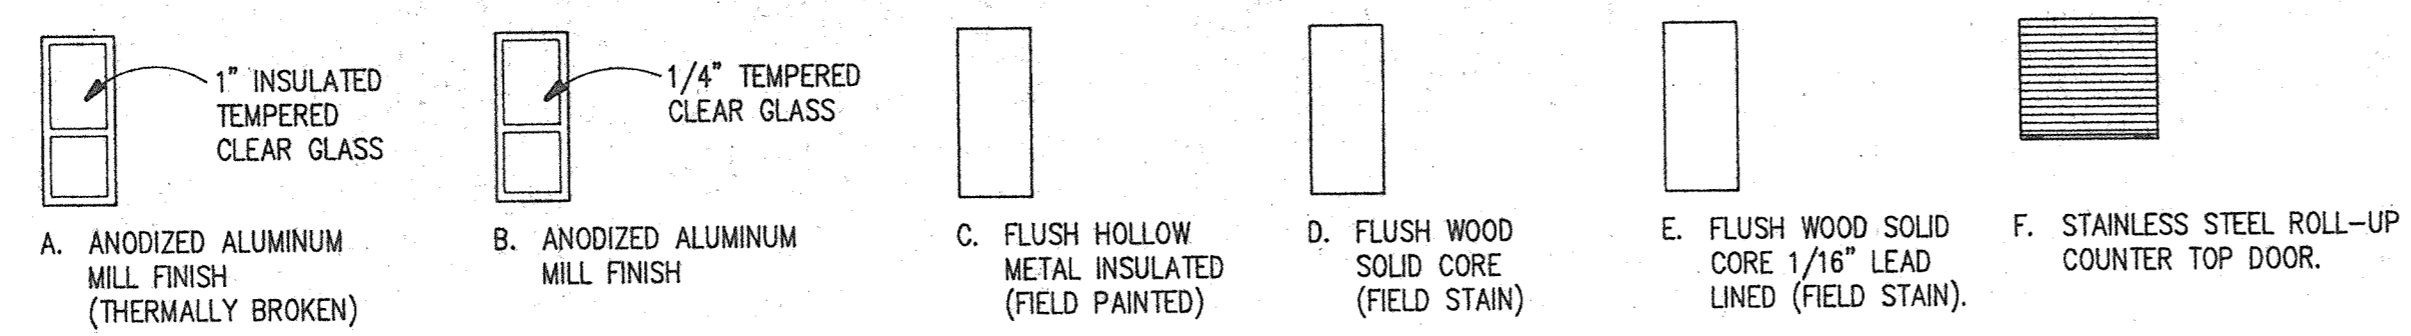 1" INSULATED
TEMPERED
CLEAR GLASS
A. ANODIZED ALUMINUM
MILL FINISH
(THERMALLY BROKEN)
1/4" TEMPERED
CLEAR GLASS
B. ANODIZED ALUMINUM
MILL FINISH
C. FLUSH HOLLOW
METAL INSULATED
(FIELD PAINTED)
D. FLUSH WOOD
SOLID CORE
(FIELD STAIN)
E. FLUSH WOOD SOLID
CORE 1/16" LEAD
LINED (FIELD STAIN).
F. STAINLESS STEEL ROLL-UP
COUNTER TOP DOOR.